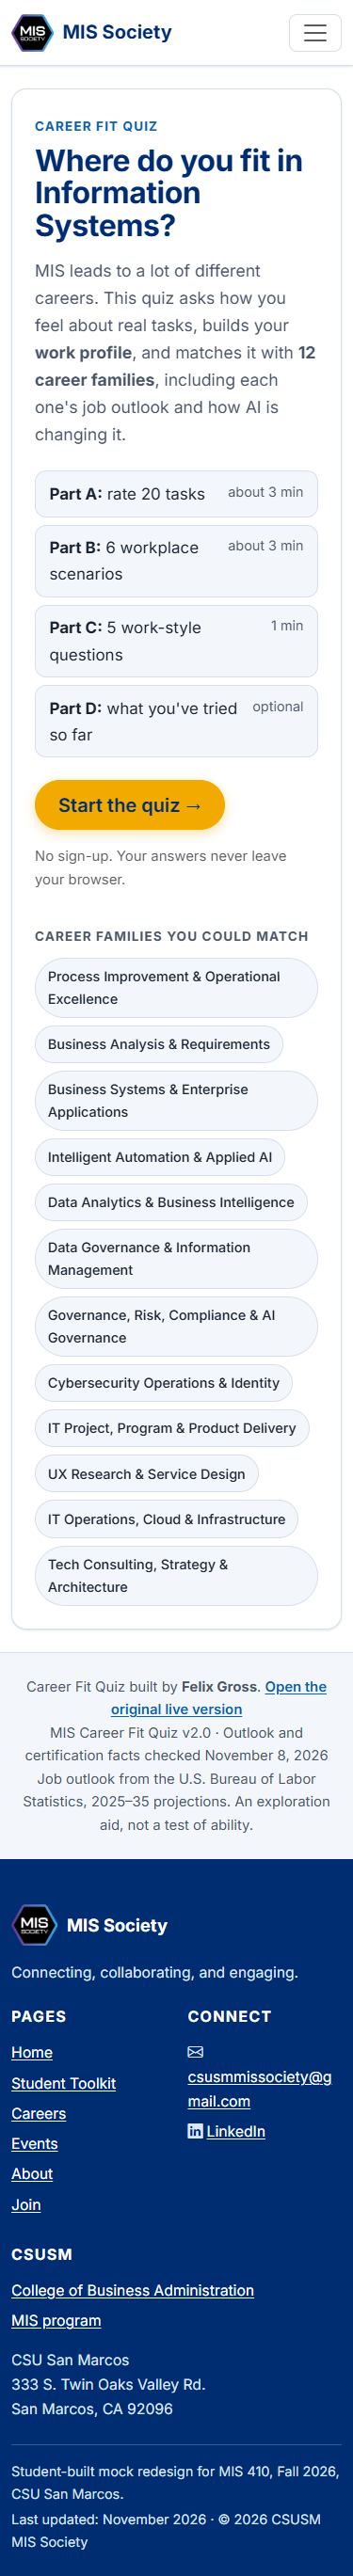 MIS SOCIETY
MIS Society
CAREER FIT QUIZ
Where do you fit in
Information
Systems?
MIS leads to a lot of different
careers. This quiz asks how you
feel about real tasks, builds your
work profile, and matches it with 12
career families, including each
one's job outlook and how AI is
changing it.
Part A: rate 20 tasks about 3 min
Part B: 6 workplace about 3 min
scenarios
Part C: 5 work-style 1 min
questions
Part D: what you've tried optional
so far
Start the quiz →
No sign-up. Your answers never leave
your browser.
CAREER FAMILIES YOU COULD MATCH
Process Improvement & Operational
Excellence
Business Analysis & Requirements
Business Systems & Enterprise
Applications
Intelligent Automation & Applied AI
Data Analytics & Business Intelligence
Data Governance & Information
Management
Governance, Risk, Compliance & AI
Governance
Cybersecurity Operations & Identity
IT Project, Program & Product Delivery
UX Research & Service Design
IT Operations, Cloud & Infrastructure
Tech Consulting, Strategy &
Architecture
Career Fit Quiz built by Felix Gross. Open the
original live version
MIS Career Fit Quiz v2.0 · Outlook and
certification facts checked November 8, 2026
Job outlook from the U.S. Bureau of Labor
Statistics, 2025–35 projections. An exploration
aid, not a test of ability.
MIS SOCIETY
MIS Society
Connecting, collaborating, and engaging.
PAGES
Home
Student Toolkit
Careers
Events
About
Join
CONNECT
csusmmissociety@g
mail.com
LinkedIn
CSUSM
College of Business Administration
MIS program
CSU San Marcos
333 S. Twin Oaks Valley Rd.
San Marcos, CA 92096
Student-built mock redesign for MIS 410, Fall 2026,
CSU San Marcos.
Last updated: November 2026 · © 2026 CSUSM
MIS Society